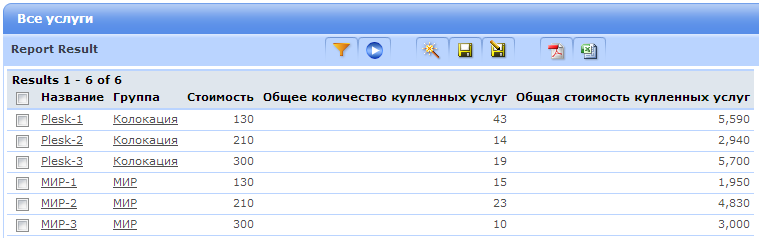 Все услуги
Report Result
Results 1 - 6 of 6
Название Группа Стоимость Общее количество купленных услуг Общая стоимость купленных услуг
Plesk-1 Колокация 130 43 5,590
Plesk-2 Колокация 210 14 2,940
Plesk-3 Колокация 300 19 5,700
МИР-1 МИР 130 15 1,950
МИР-2 МИР 210 23 4,830
МИР-3 МИР 300 10 3,000